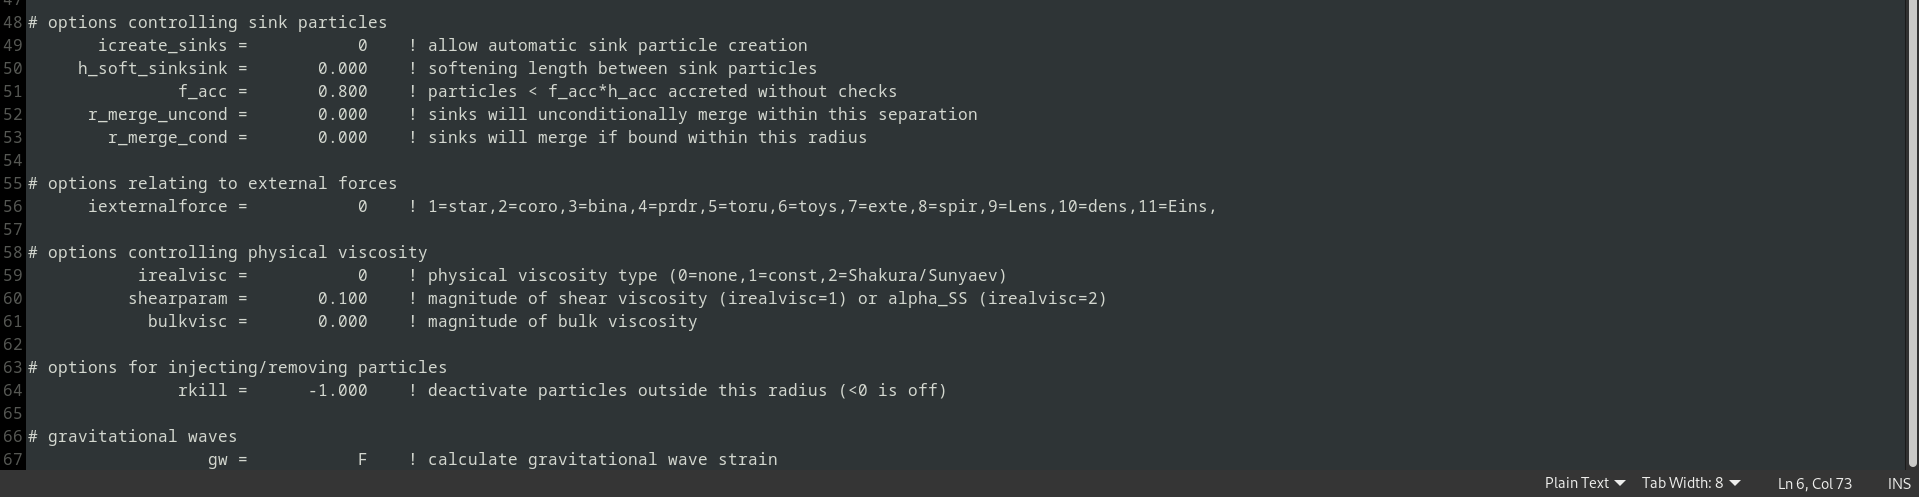 47
48 # options controlling sink particles
49        icreate_sinks =           0    ! allow automatic sink particle creation
50      h_soft_sinksink =       0.000    ! softening length between sink particles
51                f_acc =       0.800    ! particles < f_acc*h_acc accreted without checks
52       r_merge_uncond =       0.000    ! sinks will unconditionally merge within this separation
53         r_merge_cond =       0.000    ! sinks will merge if bound within this radius
54
55 # options relating to external forces
56       iexternalforce =           0    ! 1=star,2=coro,3=bina,4=prdr,5=toru,6=toys,7=exte,8=spir,9=Lens,10=dens,11=Eins,
57
58 # options controlling physical viscosity
59            irealvisc =           0    ! physical viscosity type (0=none,1=const,2=Shakura/Sunyaev)
60           shearparam =       0.100    ! magnitude of shear viscosity (irealvisc=1) or alpha_SS (irealvisc=2)
61             bulkvisc =       0.000    ! magnitude of bulk viscosity
62
63 # options for injecting/removing particles
64                rkill =      -1.000    ! deactivate particles outside this radius (<0 is off)
65
66 # gravitational waves
67                   gw =           F    ! calculate gravitational wave strain
Plain Text Tab Width: 8 Ln 6, Col 73 INS